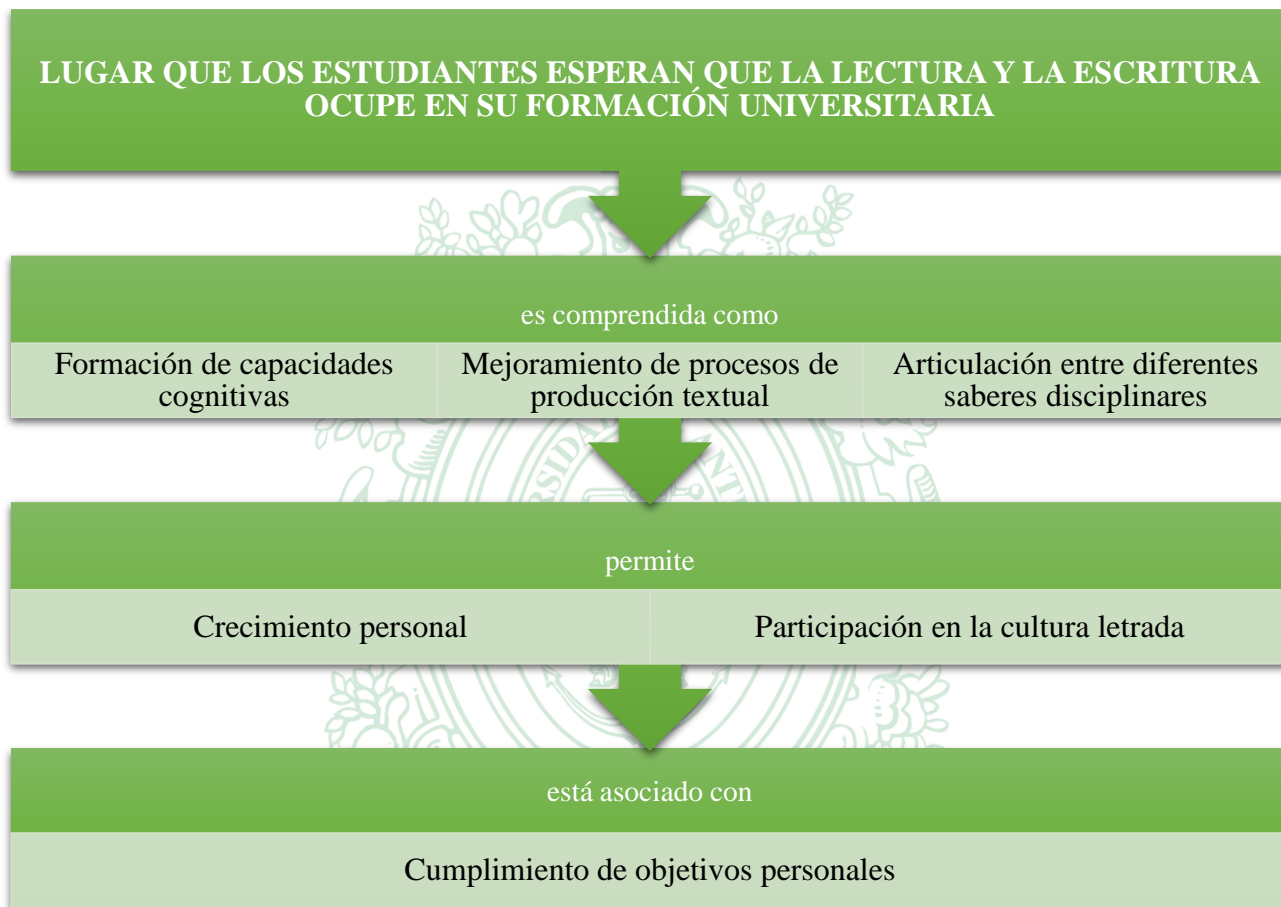 LUGAR QUE LOS ESTUDIANTES ESPERAN QUE LA LECTURA Y LA ESCRITURA
OCUPE EN SU FORMACIÓN UNIVERSITARIA
es comprendida como
Formación de capacidades
cognitivas
Mejoramiento de procesos de
producción textual
Articulación entre diferentes
saberes disciplinares
permite
Crecimiento personal
Participación en la cultura letrada
está asociado con
Cumplimiento de objetivos personales